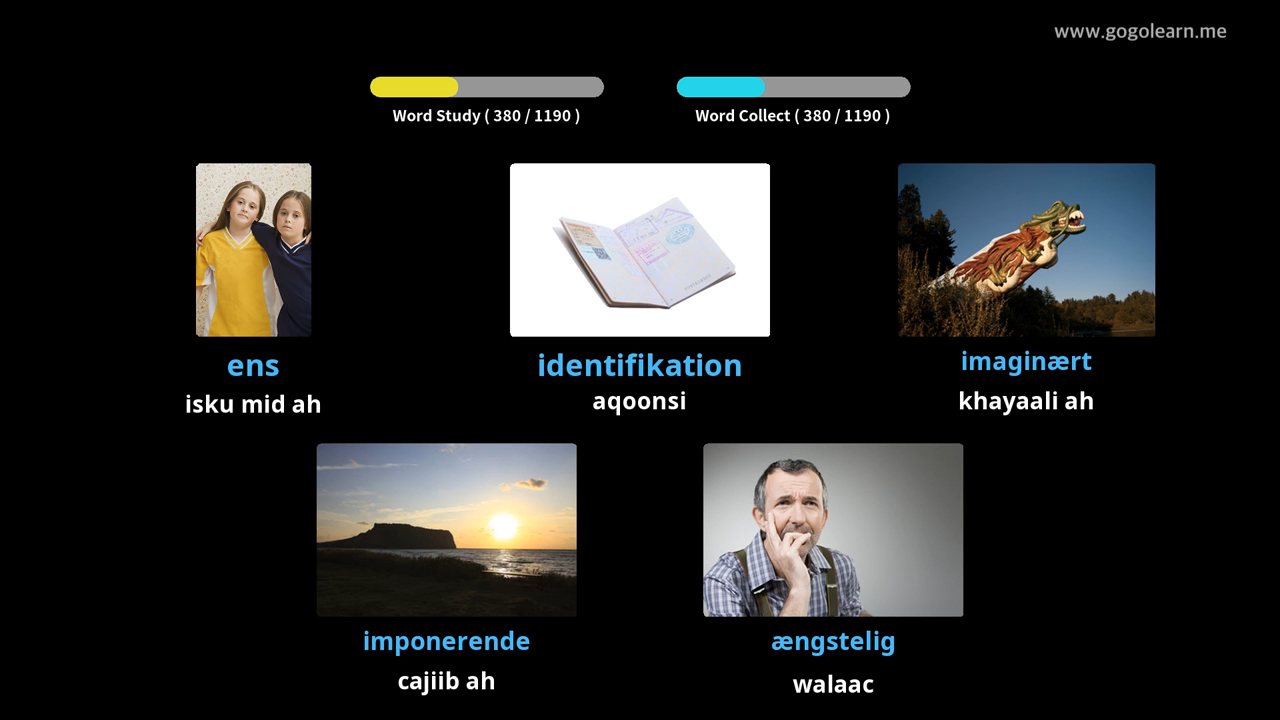 www.gogolearn.me
Word Study ( 380 / 1190 )
Word Collect ( 380 / 1190 )
ens
isku mid ah
identifikation
aqoonsi
imaginært
khayaali ah
imponerende
cajiib ah
ængstelig
walaac